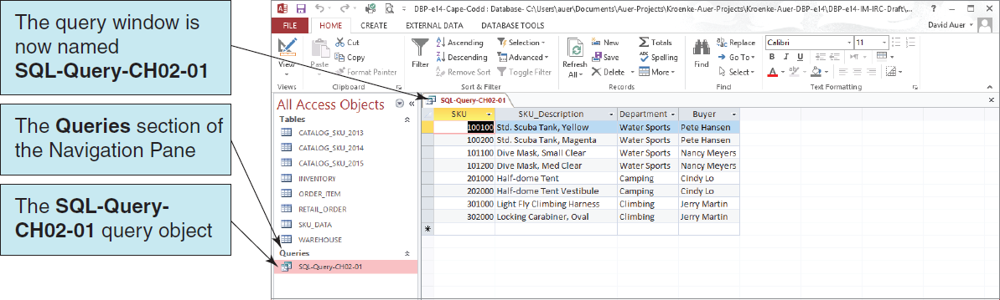 The query window is
now named
SQL-Query-CH02-01
The Queries section of
the Navigation Pane
The SQL-Query-
CH02-01 query object
DBP-e14-Cape-Codd : Database- C:\Users\auer\Documents\Auer-Projects\Kroenke-Auer-Projects\Kroenke-Auer-DBP-e14\DBP-e14-IM-IRC-Draft\...
FILE HOME CREATE EXTERNAL DATA DATABASE TOOLS David Auer
View
Views
Paste
Cut
Copy
Format Painter
Clipboard
Filter
Ascending
Descending
Remove Sort
Selection
Advanced
Toggle Filter
Sort & Filter
Refresh
All
New
Save
Delete
Totals
Spelling
More
Records
Find
Replace
Go To
Select
Find
Calibri 11
B I U
A
Text Formatting
All Access Objects
Tables
CATALOG_SKU_2013
CATALOG_SKU_2014
CATALOG_SKU_2015
INVENTORY
ORDER_ITEM
RETAIL_ORDER
SKU_DATA
WAREHOUSE
Queries
SQL-Query-CH02-01
SQL-Query-CH02-01
SKU SKU_Description Department Buyer
100100 Std. Scuba Tank, Yellow Water Sports Pete Hansen
100200 Std. Scuba Tank, Magenta Water Sports Pete Hansen
101100 Dive Mask, Small Clear Water Sports Nancy Meyers
101200 Dive Mask, Med Clear Water Sports Nancy Meyers
201000 Half-dome Tent Camping Cindy Lo
202000 Half-dome Tent Vestibule Camping Cindy Lo
301000 Light Fly Climbing Harness Climbing Jerry Martin
302000 Locking Carabiner, Oval Climbing Jerry Martin